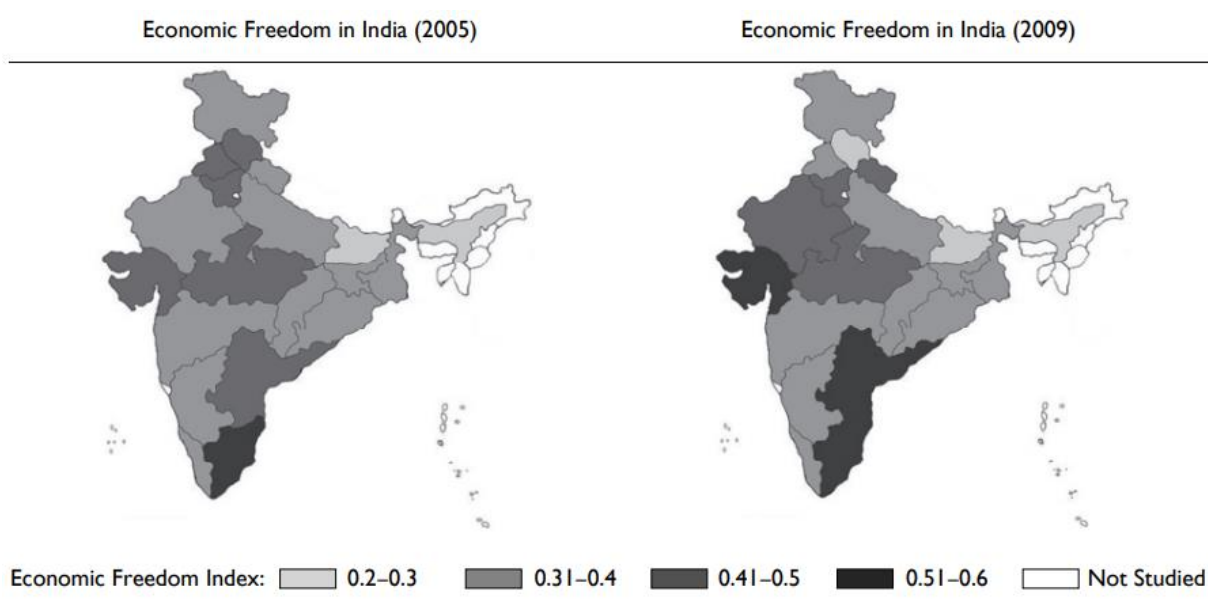 Economic Freedom in India (2005)
Economic Freedom in India (2009)
Economic Freedom Index: 0.2–0.3 0.31–0.4 0.41–0.5 0.51–0.6 Not Studied